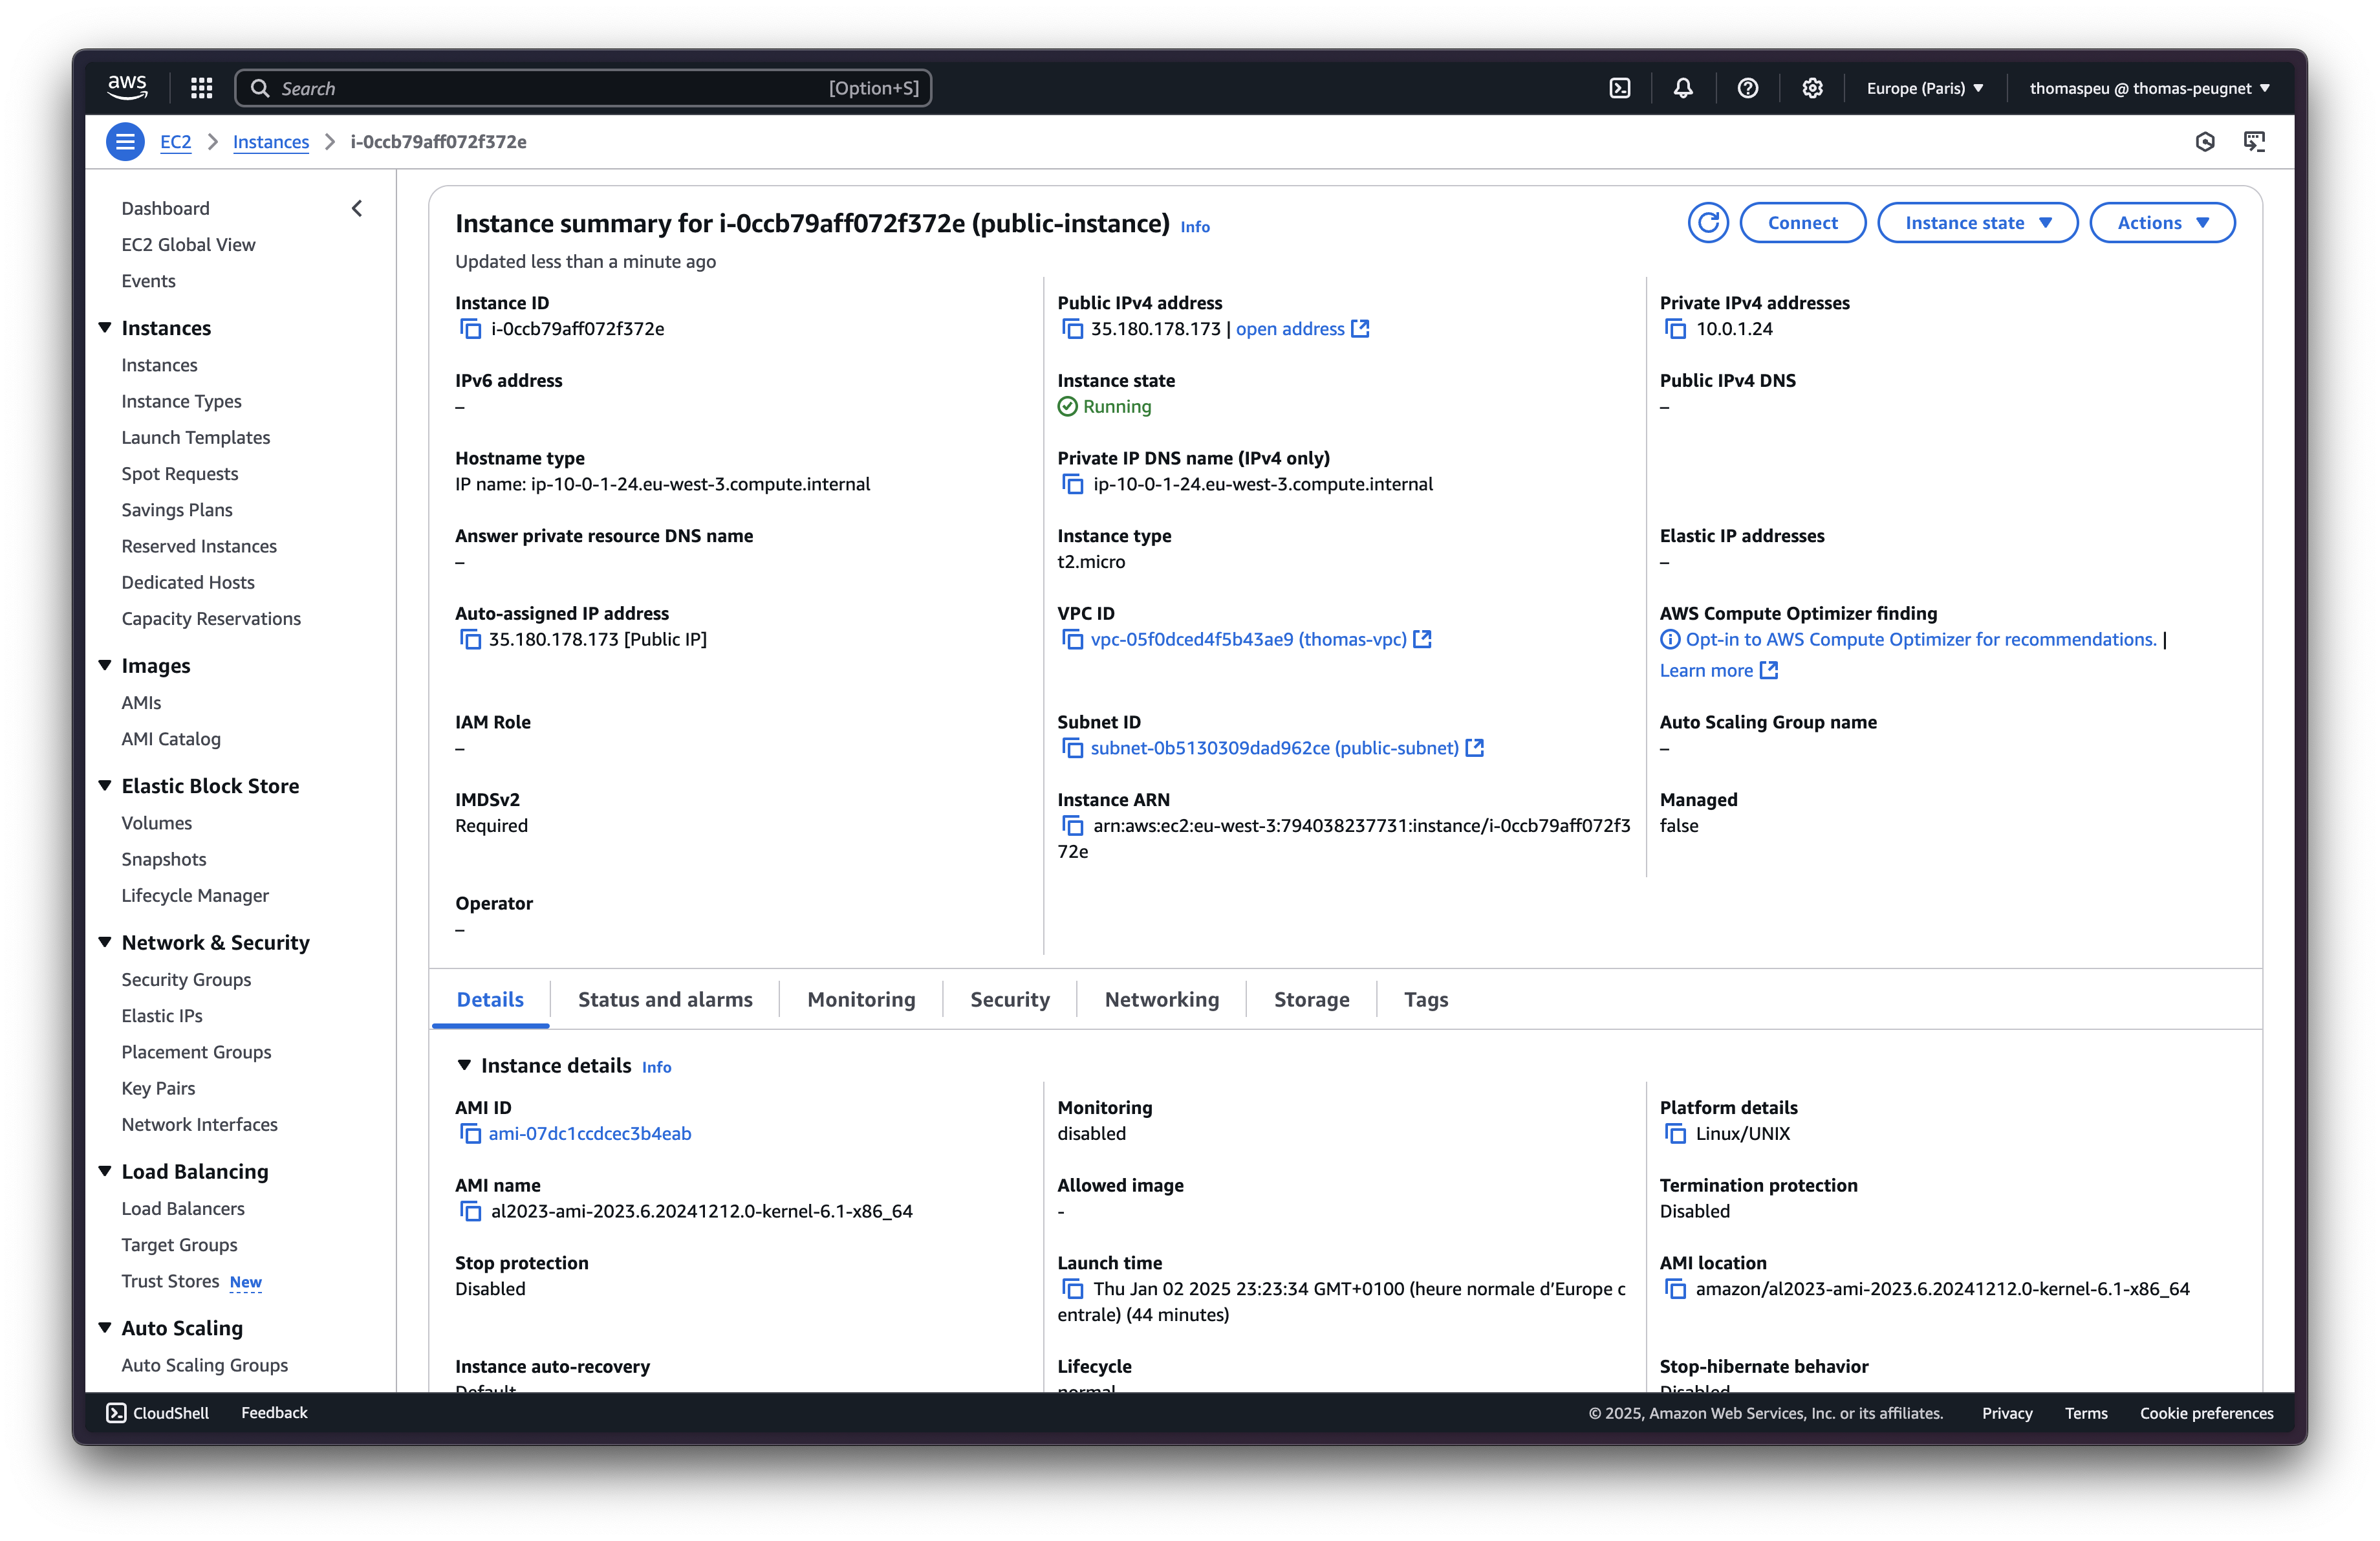 aws
Search [Option+S]
Europe (Paris) thomaspeu @ thomas-peugnet
EC2 Instances i-0ccb79aff072f372e
Dashboard
EC2 Global View
Events
Instances
Instances
Instance Types
Launch Templates
Spot Requests
Savings Plans
Reserved Instances
Dedicated Hosts
Capacity Reservations
Images
AMIs
AMI Catalog
Elastic Block Store
Volumes
Snapshots
Lifecycle Manager
Network & Security
Security Groups
Elastic IPs
Placement Groups
Key Pairs
Network Interfaces
Load Balancing
Load Balancers
Target Groups
Trust Stores New
Auto Scaling
Auto Scaling Groups
Instance summary for i-0ccb79aff072f372e (public-instance) Info
Connect Instance state Actions
Updated less than a minute ago
Instance ID
i-0ccb79aff072f372e
Public IPv4 address
35.180.178.173 | open address
Private IPv4 addresses
10.0.1.24
IPv6 address
–
Instance state
Running
Public IPv4 DNS
–
Hostname type
IP name: ip-10-0-1-24.eu-west-3.compute.internal
Private IP DNS name (IPv4 only)
ip-10-0-1-24.eu-west-3.compute.internal
Answer private resource DNS name
–
Instance type
t2.micro
Elastic IP addresses
–
Auto-assigned IP address
35.180.178.173 [Public IP]
VPC ID
vpc-05f0dced4f5b43ae9 (thomas-vpc)
AWS Compute Optimizer finding
Opt-in to AWS Compute Optimizer for recommendations. |
Learn more
IAM Role
–
Subnet ID
subnet-0b5130309dad962ce (public-subnet)
Auto Scaling Group name
–
IMDSv2
Required
Instance ARN
arn:aws:ec2:eu-west-3:794038237731:instance/i-0ccb79aff072f3
72e
Managed
false
Operator
–
Details Status and alarms Monitoring Security Networking Storage Tags
Instance details Info
AMI ID
ami-07dc1ccdcec3b4eab
Monitoring
disabled
Platform details
Linux/UNIX
AMI name
al2023-ami-2023.6.20241212.0-kernel-6.1-x86_64
Allowed image
-
Termination protection
Disabled
Stop protection
Disabled
Launch time
Thu Jan 02 2025 23:23:34 GMT+0100 (heure normale d’Europe c
entrale) (44 minutes)
AMI location
amazon/al2023-ami-2023.6.20241212.0-kernel-6.1-x86_64
Instance auto-recovery
Default
Lifecycle
normal
Stop-hibernate behavior
Disabled
CloudShell Feedback
© 2025, Amazon Web Services, Inc. or its affiliates. Privacy Terms Cookie preferences